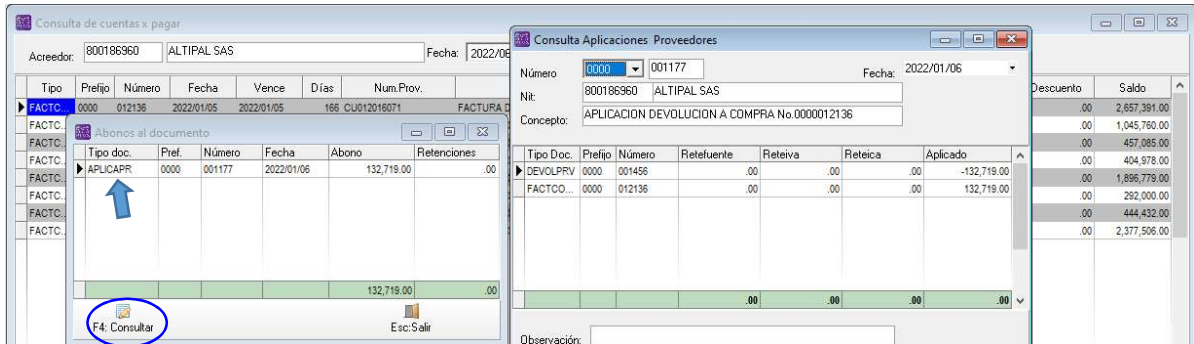 Consulta de cuentas x pagar
Acreedor: 800186960 ALTIPAL SAS Fecha: 2022/06
Tipo Prefijo Número Fecha Vence Días Num.Prov. Descuento Saldo
FACTC... 0000 012136 2022/01/05 2022/01/05 166 CU012016071 FACTURA D .00 2,657,391.00
FACTC. .00 1,045,760.00
FACTC. .00 457,085.00
FACTC. .00 404,978.00
FACTC. .00 1,896,779.00
FACTC. .00 292,000.00
FACTC. .00 444,432.00
FACTC. .00 2,377,506.00
Abonos al documento
Tipo doc. Pref. Número Fecha Abono Retenciones
APLICAPR 0000 001177 2022/01/06 132,719.00 .00
132,719.00 .00
F4: Consultar Esc:Salir
Consulta Aplicaciones Proveedores
Número 0000 001177 Fecha: 2022/01/06
Nit: 800186960 ALTIPAL SAS
Concepto: APLICACION DEVOLUCION A COMPRA No.0000012136
Tipo Doc. Prefijo Número Retefuente Reteiva Reteica Aplicado
DEVOLPRV 0000 001456 .00 .00 .00 -132,719.00
FACTCO... 0000 012136 .00 .00 .00 132,719.00
.00 .00 .00 .00
Observación: